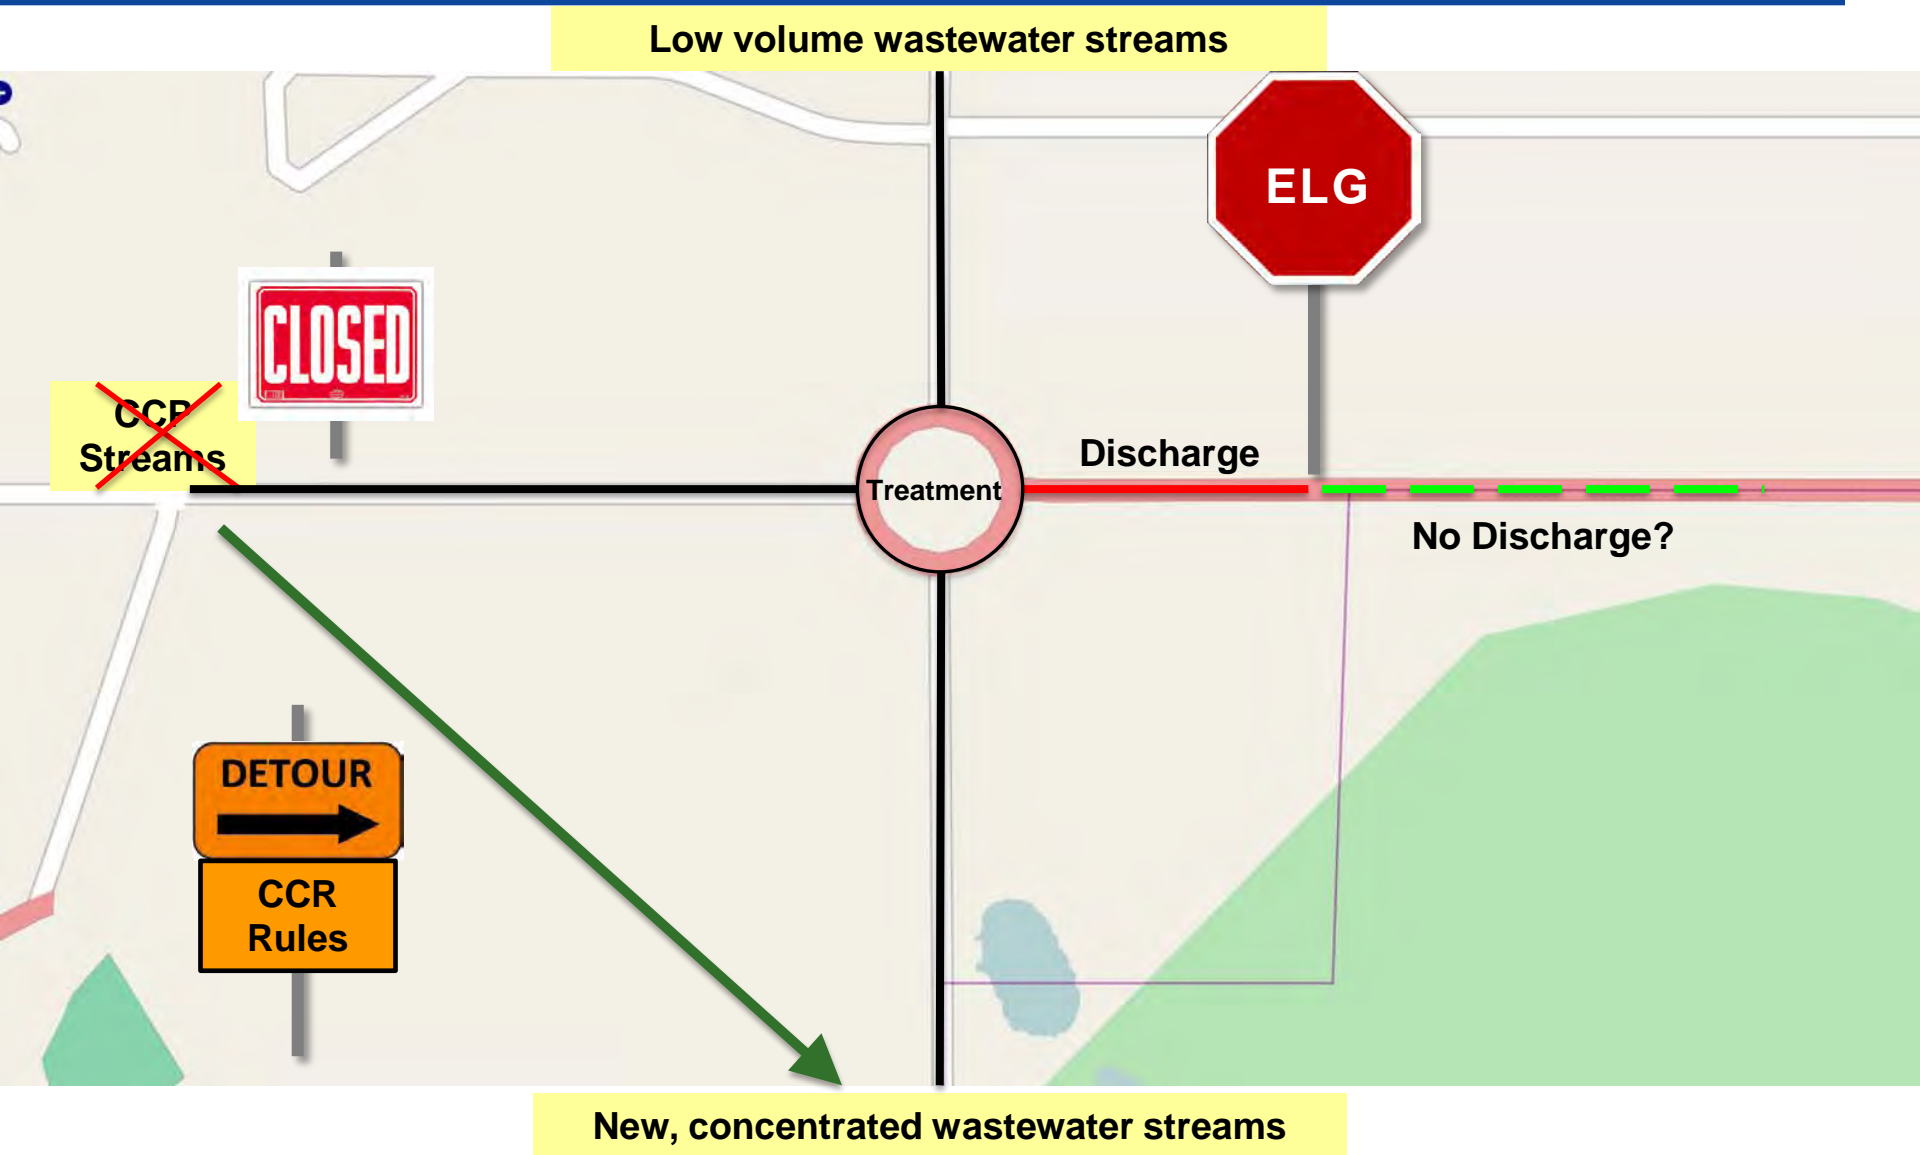 Low volume wastewater streams
ELG
CLOSED
CCR
Streams
Discharge
Treatment
No Discharge?
DETOUR
CCR
Rules
New, concentrated wastewater streams